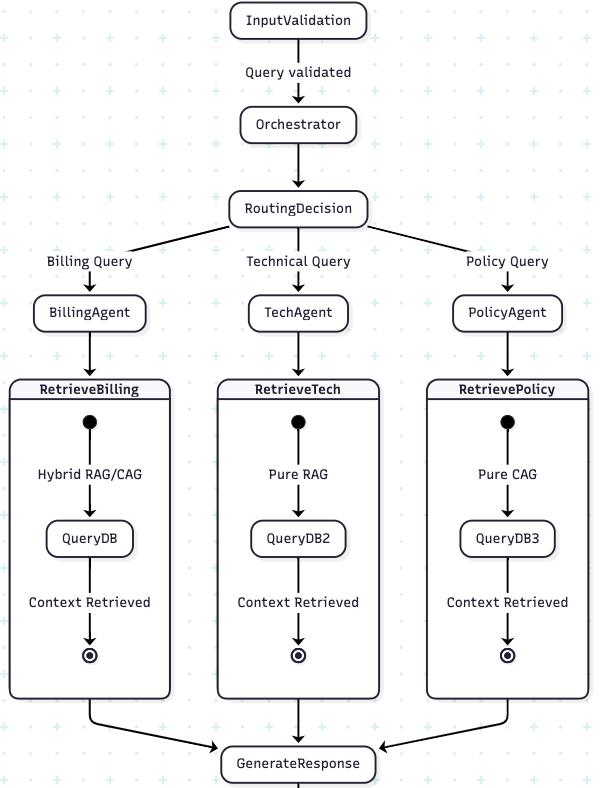 InputValidation
Query validated
Orchestrator
RoutingDecision
Billing Query
Technical Query
Policy Query
BillingAgent
TechAgent
PolicyAgent
RetrieveBilling
RetrieveTech
RetrievePolicy
Hybrid RAG/CAG
Pure RAG
Pure CAG
QueryDB
QueryDB2
QueryDB3
Context Retrieved
Context Retrieved
Context Retrieved
GenerateResponse